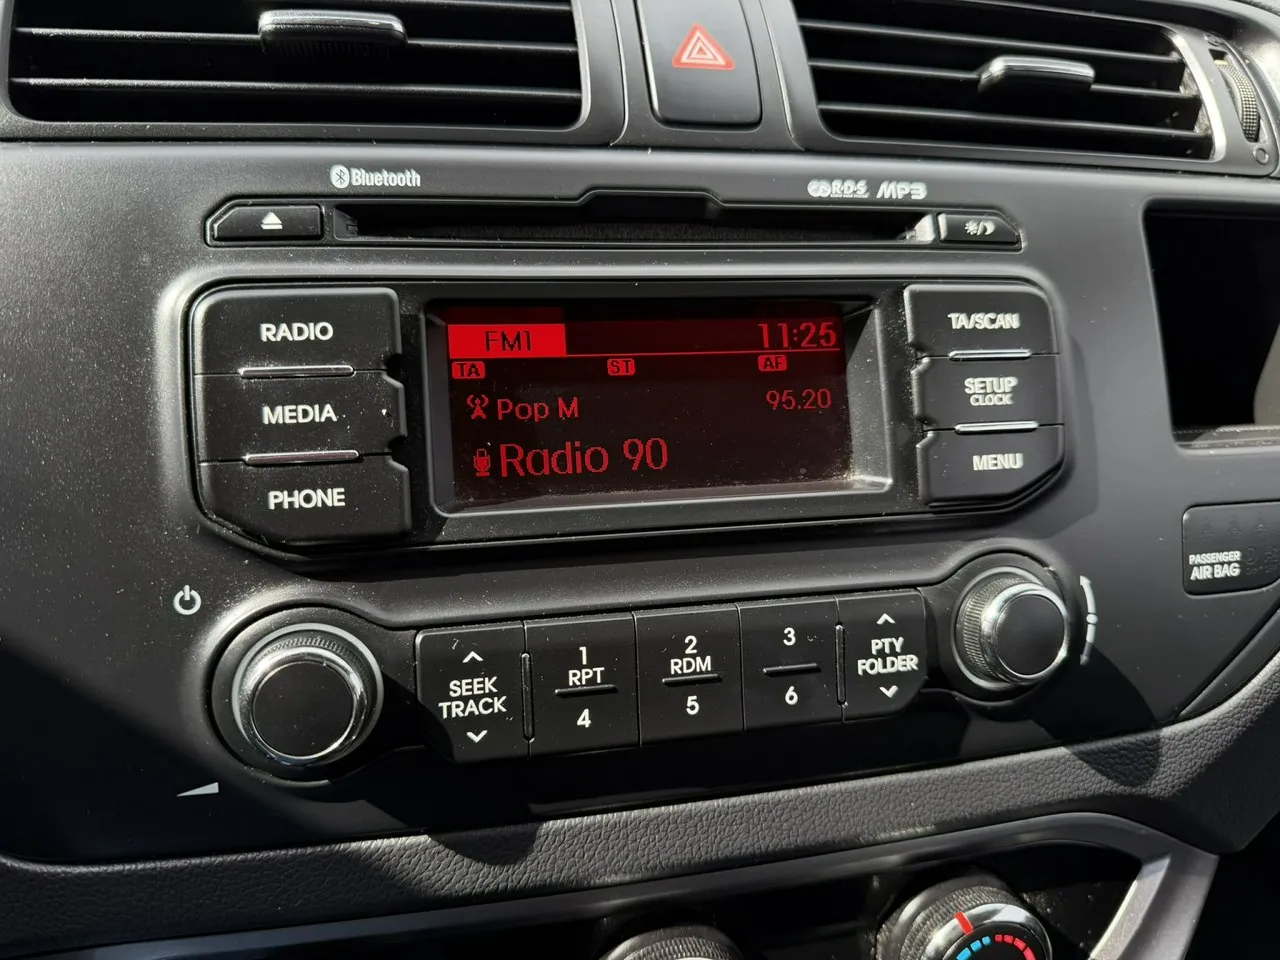 Bluetooth
R·D·S MP3
RADIO
MEDIA
PHONE
FM1 11:25
TA ST AF
Pop M 95.20
Radio 90
TA/SCAN
SETUP
CLOCK
MENU
PASSENGER
AIR BAG
SEEK
TRACK
1
RPT
4
2
RDM
5
3
6
PTY
FOLDER